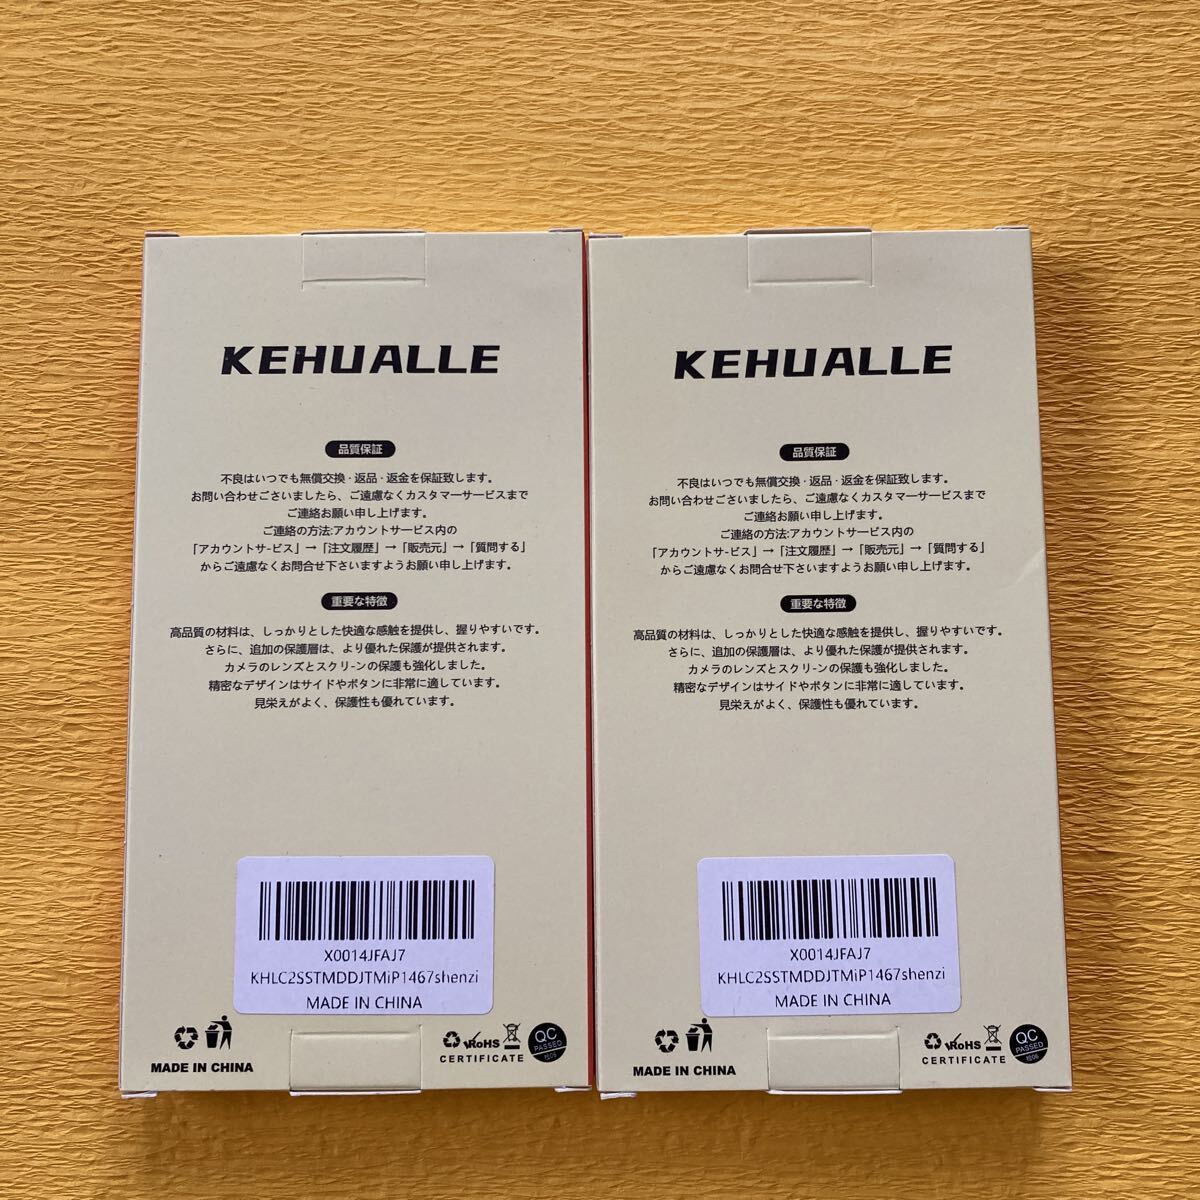 KEHUALLE
品質保証
不良はいつでも無償交換・返品・返金を保証致します。
お問い合わせございましたら、ご遠慮なくカスタマーサービスまで
ご連絡お願い申し上げます。
ご連絡の方法:アカウントサービス内の
「アカウントサービス」→「注文履歴」→「販売元」→「質問する」
からご遠慮なくお問合せ下さいますようお願い申し上げます。
重要な特徴
高品質の材料は、しっかりとした快適な感触を提供し、握りやすいです。
さらに、追加の保護層は、より優れた保護が提供されます。
カメラのレンズとスクリーンの保護も強化しました。
精密なデザインはサイドやボタンに非常に適しています。
見栄えがよく、保護性も優れています。
X0014JFAJ7
KHLC2SSTMDDJTMiP1467shenzi
MADE IN CHINA
MADE IN CHINA
RoHS
CERTIFICATE
QC
PASSED
KEHUALLE
品質保証
不良はいつでも無償交換・返品・返金を保証致します。
お問い合わせございましたら、ご遠慮なくカスタマーサービスまで
ご連絡お願い申し上げます。
ご連絡の方法:アカウントサービス内の
「アカウントサービス」→「注文履歴」→「販売元」→「質問する」
からご遠慮なくお問合せ下さいますようお願い申し上げます。
重要な特徴
高品質の材料は、しっかりとした快適な感触を提供し、握りやすいです。
さらに、追加の保護層は、より優れた保護が提供されます。
カメラのレンズとスクリーンの保護も強化しました。
精密なデザインはサイドやボタンに非常に適しています。
見栄えがよく、保護性も優れています。
X0014JFAJ7
KHLC2SSTMDDJTMiP1467shenzi
MADE IN CHINA
MADE IN CHINA
RoHS
CERTIFICATE
QC
PASSED